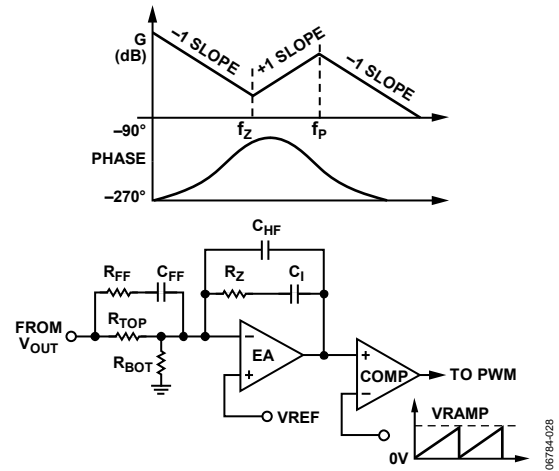 G
(dB)
–1 SLOPE
+1 SLOPE
–1 SLOPE
–90°
fZ
fP
PHASE
–270°
CHF
RFF
CFF
RZ
CI
FROM
VOUT
RTOP
RBOT
–
EA
+
VREF
+
COMP
–
TO PWM
VRAMP
0V
06784-028